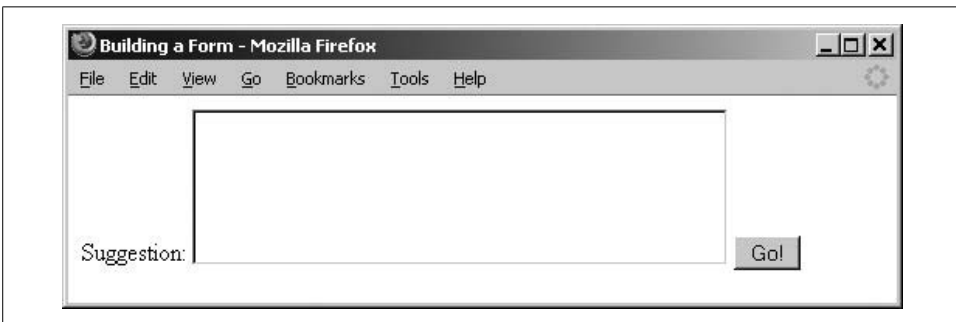 Building a Form - Mozilla Firefox
File Edit View Go Bookmarks Tools Help
Suggestion: Go!